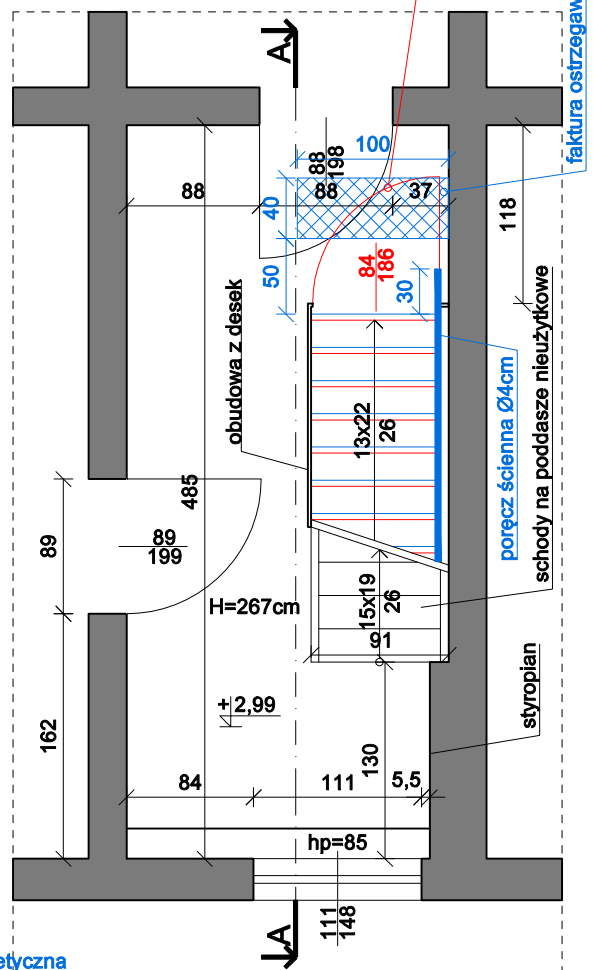 A
faktura ostrzegaw
100
88
198
88
88
37
40
118
50
84
186
30
obudowa z desek
13x22
26
poręcz ścienna Ø4cm
schody na poddasze nieużytkowe
485
89
89
199
H=267cm
15x19
26
91
+2,99
styropian
162
130
84
111
5,5
hp=85
111
148
A
etyczna